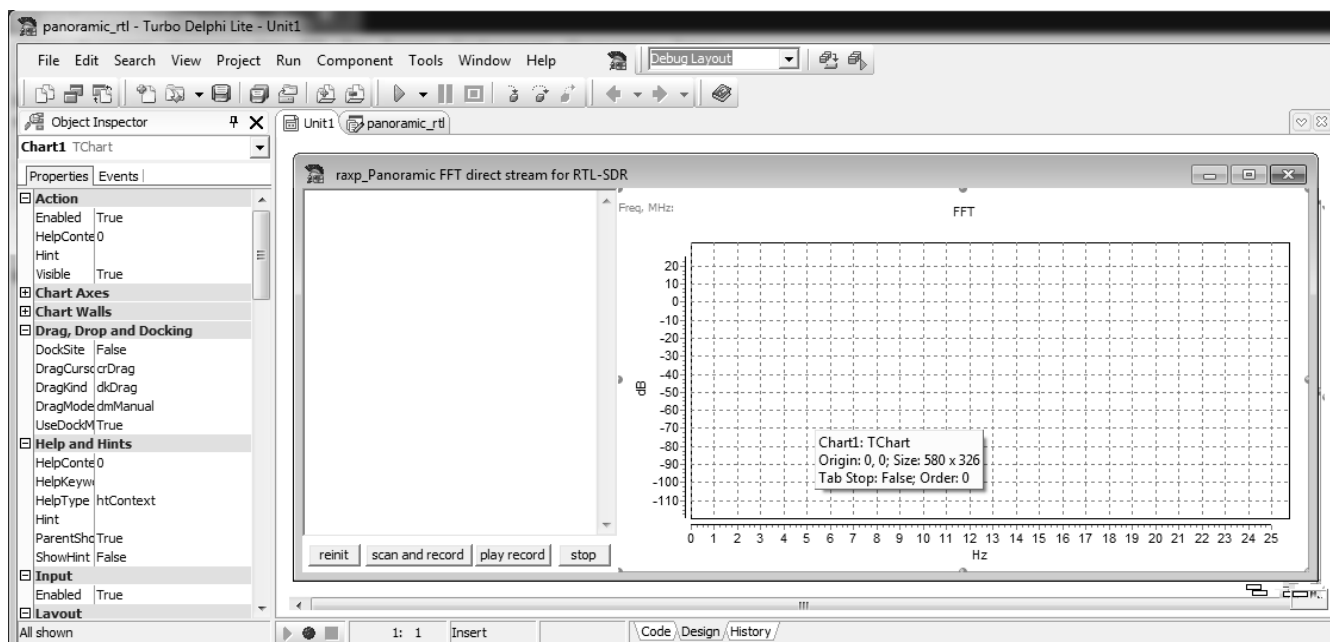 panoramic_rtl - Turbo Delphi Lite - Unit1
File Edit Search View Project Run Component Tools Window Help
Debug Layout
Object Inspector
Unit1 panoramic_rtl
Chart1 TChart
Properties Events
Action
Enabled True
HelpConte 0
Hint
Visible True
Chart Axes
Chart Walls
Drag, Drop and Docking
DockSite False
DragCurso crDrag
DragKind dkDrag
DragMode dmManual
UseDockM True
Help and Hints
HelpConte 0
HelpKeyw
HelpType htContext
Hint
ParentSho True
ShowHint False
Input
Enabled True
Layout
All shown
raxp_Panoramic FFT direct stream for RTL-SDR
Freq, MHz:
FFT
20
10
0
-10
-20
-30
-40
-50
-60
-70
-80
-90
-100
-110
dB
Chart1: TChart
Origin: 0, 0; Size: 580 x 326
Tab Stop: False; Order: 0
0 1 2 3 4 5 6 7 8 9 10 11 12 13 14 15 16 17 18 19 20 21 22 23 24 25
Hz
reinit scan and record play record stop
1: 1 Insert
Code Design History